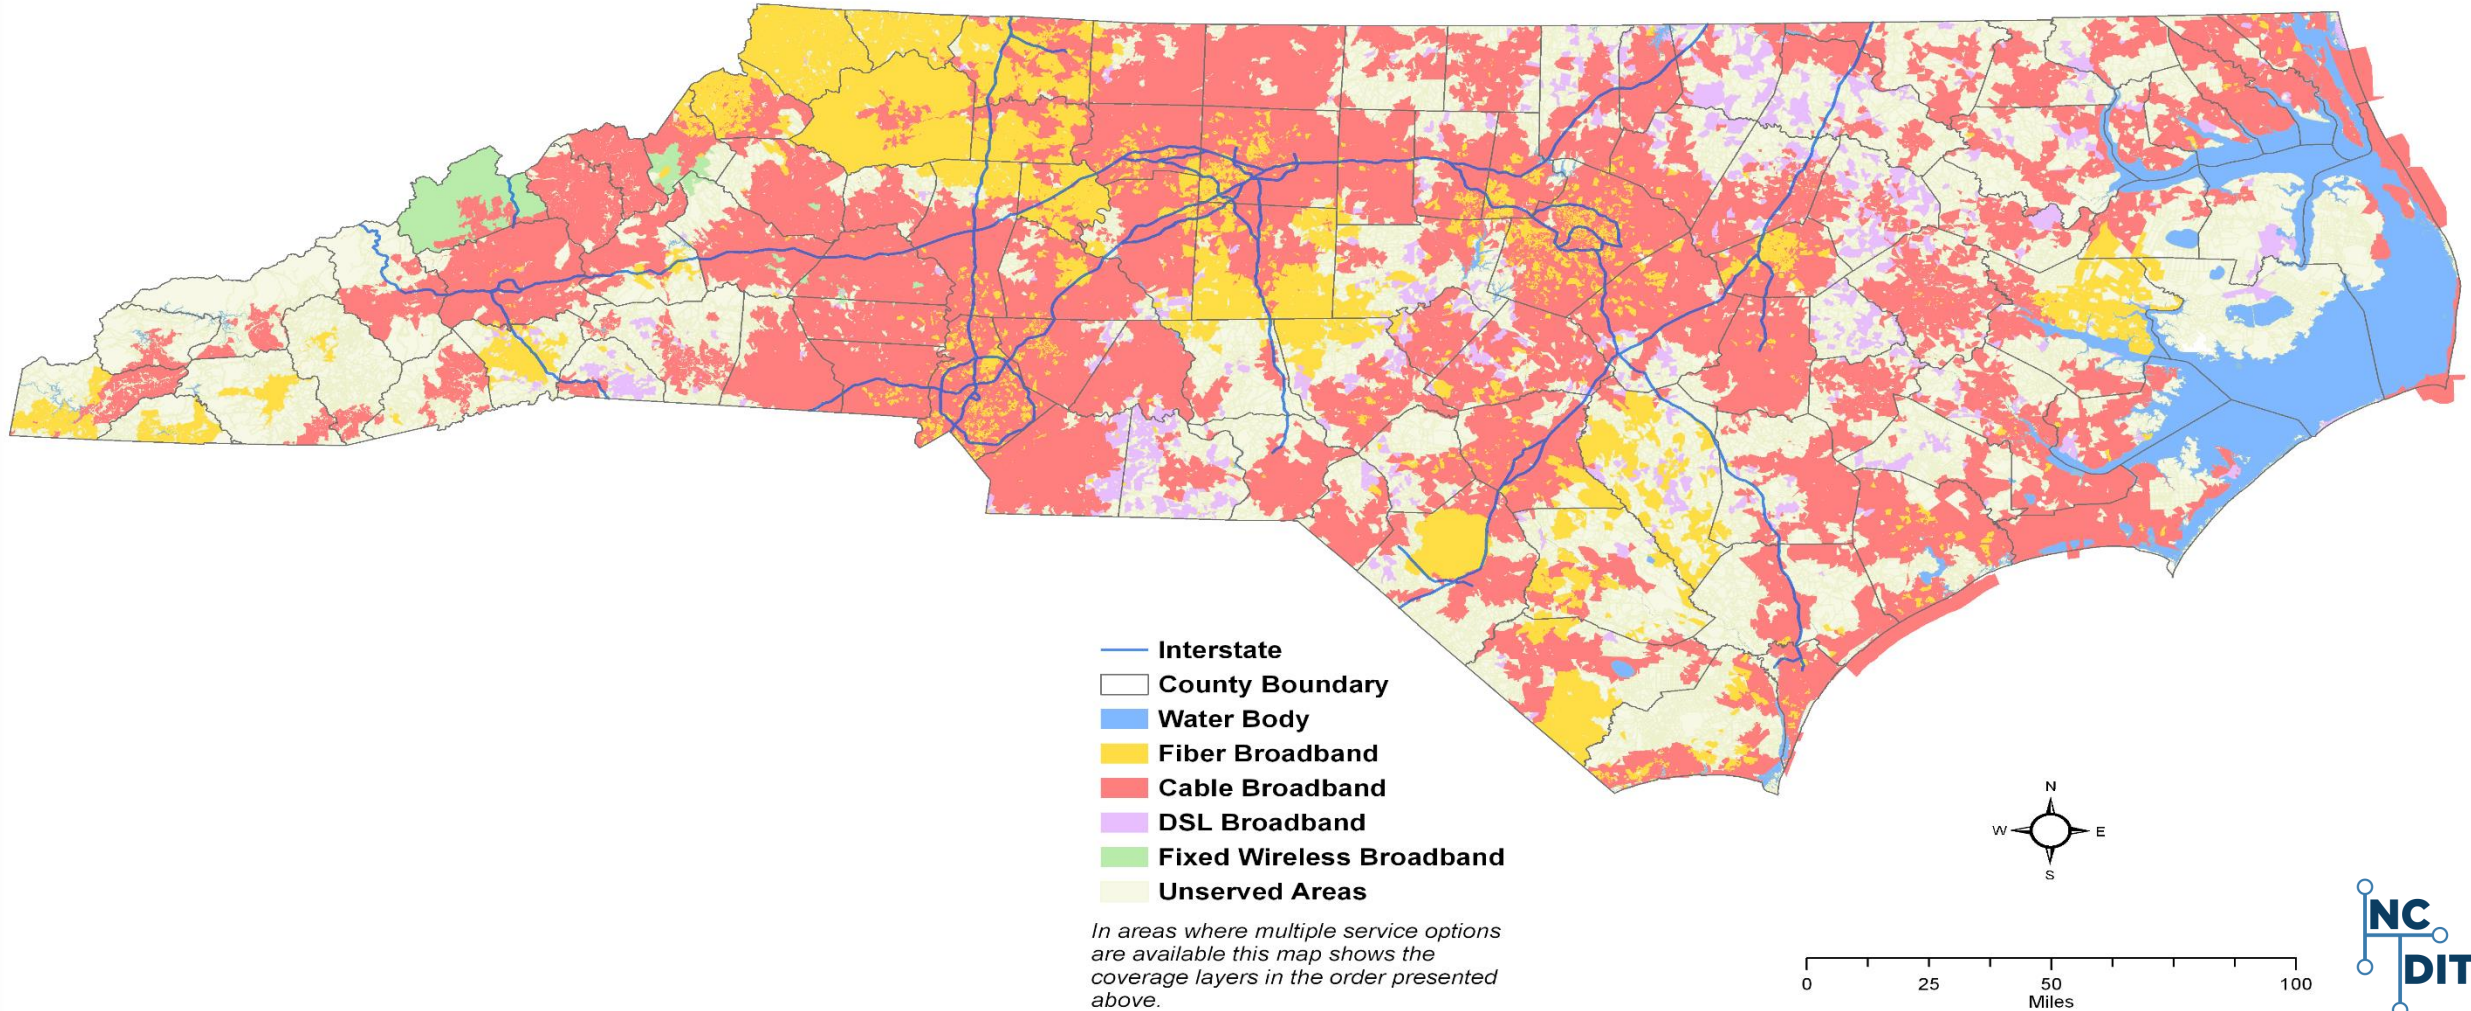 Interstate
County Boundary
Water Body
Fiber Broadband
Cable Broadband
DSL Broadband
Fixed Wireless Broadband
Unserved Areas
In areas where multiple service options
are available this map shows the
coverage layers in the order presented
above.
N
W E
S
0 25 50 100
Miles
NC
DIT